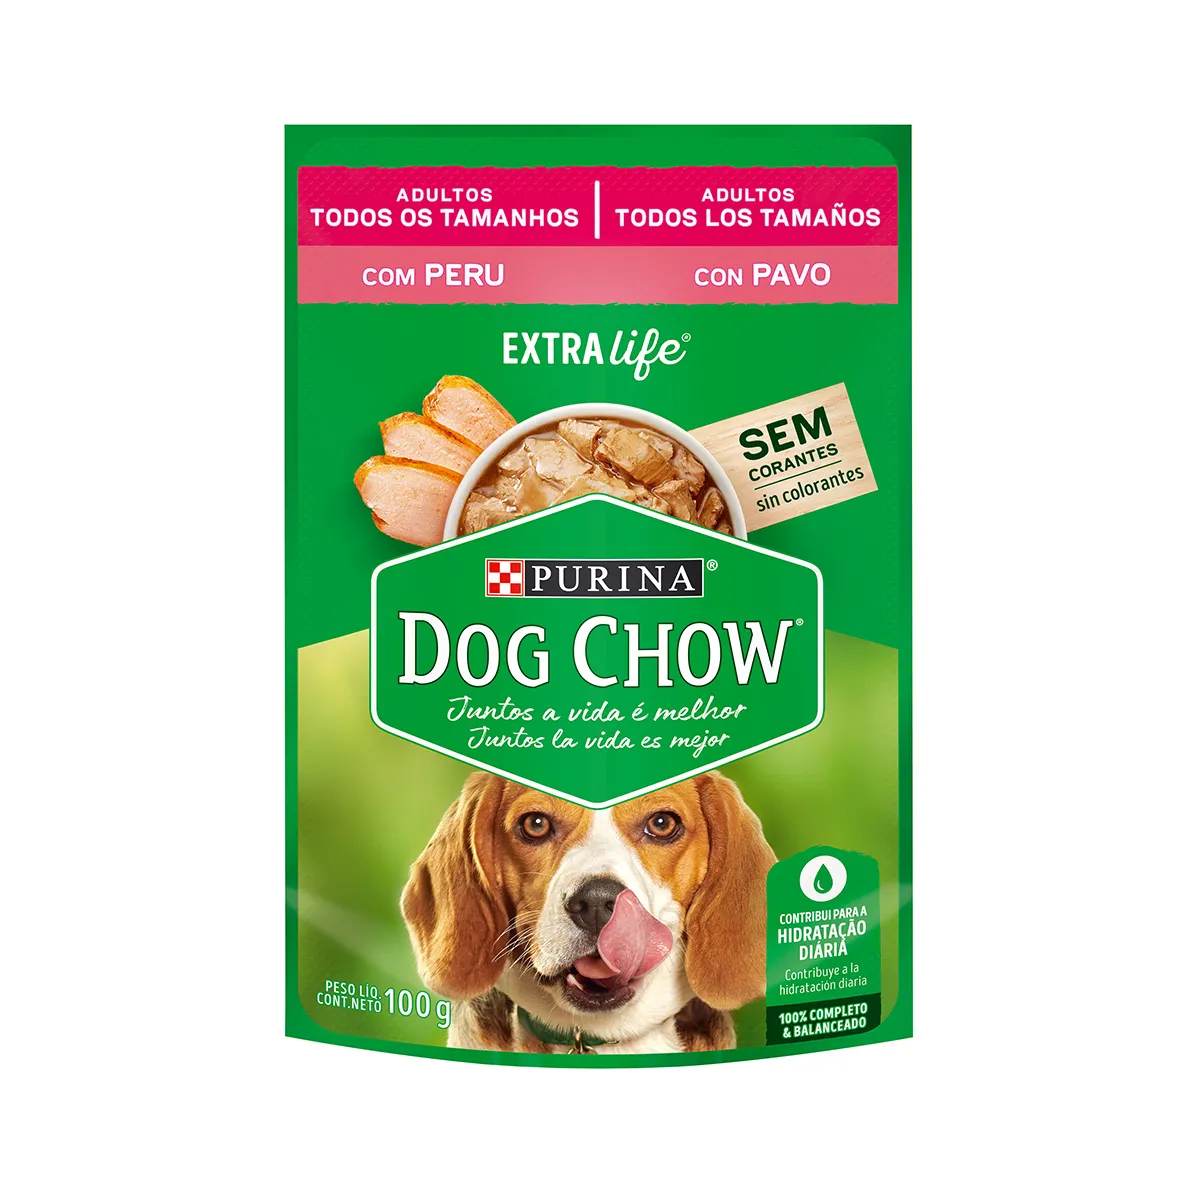 ADULTOS
TODOS OS TAMANHOS
ADULTOS
TODOS LOS TAMAÑOS
COM PERU
CON PAVO
EXTRA life®
SEM
CORANTES
sin colorantes
PURINA®
DOG CHOW®
Juntos a vida é melhor
Juntos la vida es mejor
CONTRIBUI PARA A
HIDRATAÇÃO
DIÁRIA
Contribuye a la
hidratación diaria
100% COMPLETO
& BALANCEADO
PESO LÍQ.
CONT.NETO 100 g